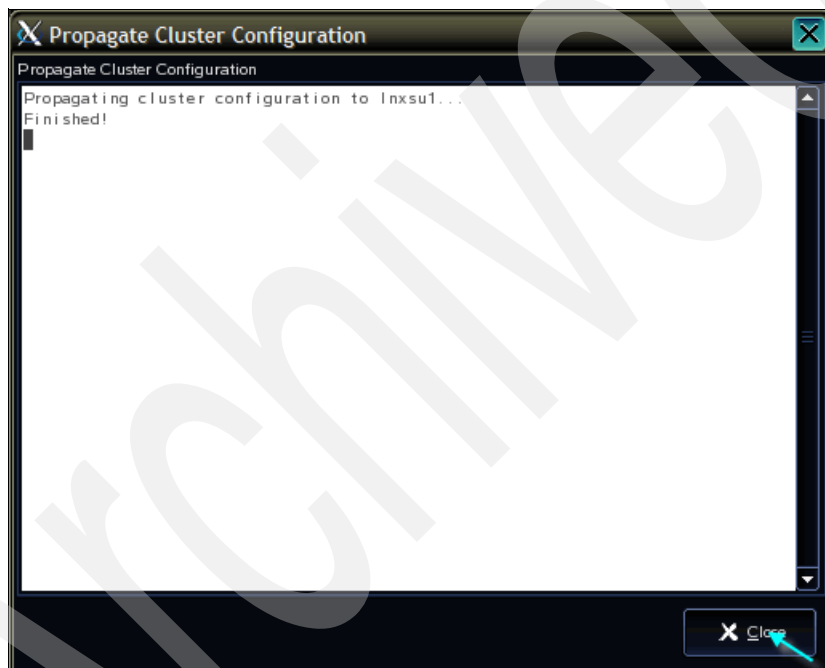 Propagate Cluster Configuration
Propagate Cluster Configuration
Propagating cluster configuration to lnxsu1...
Finished!
Close